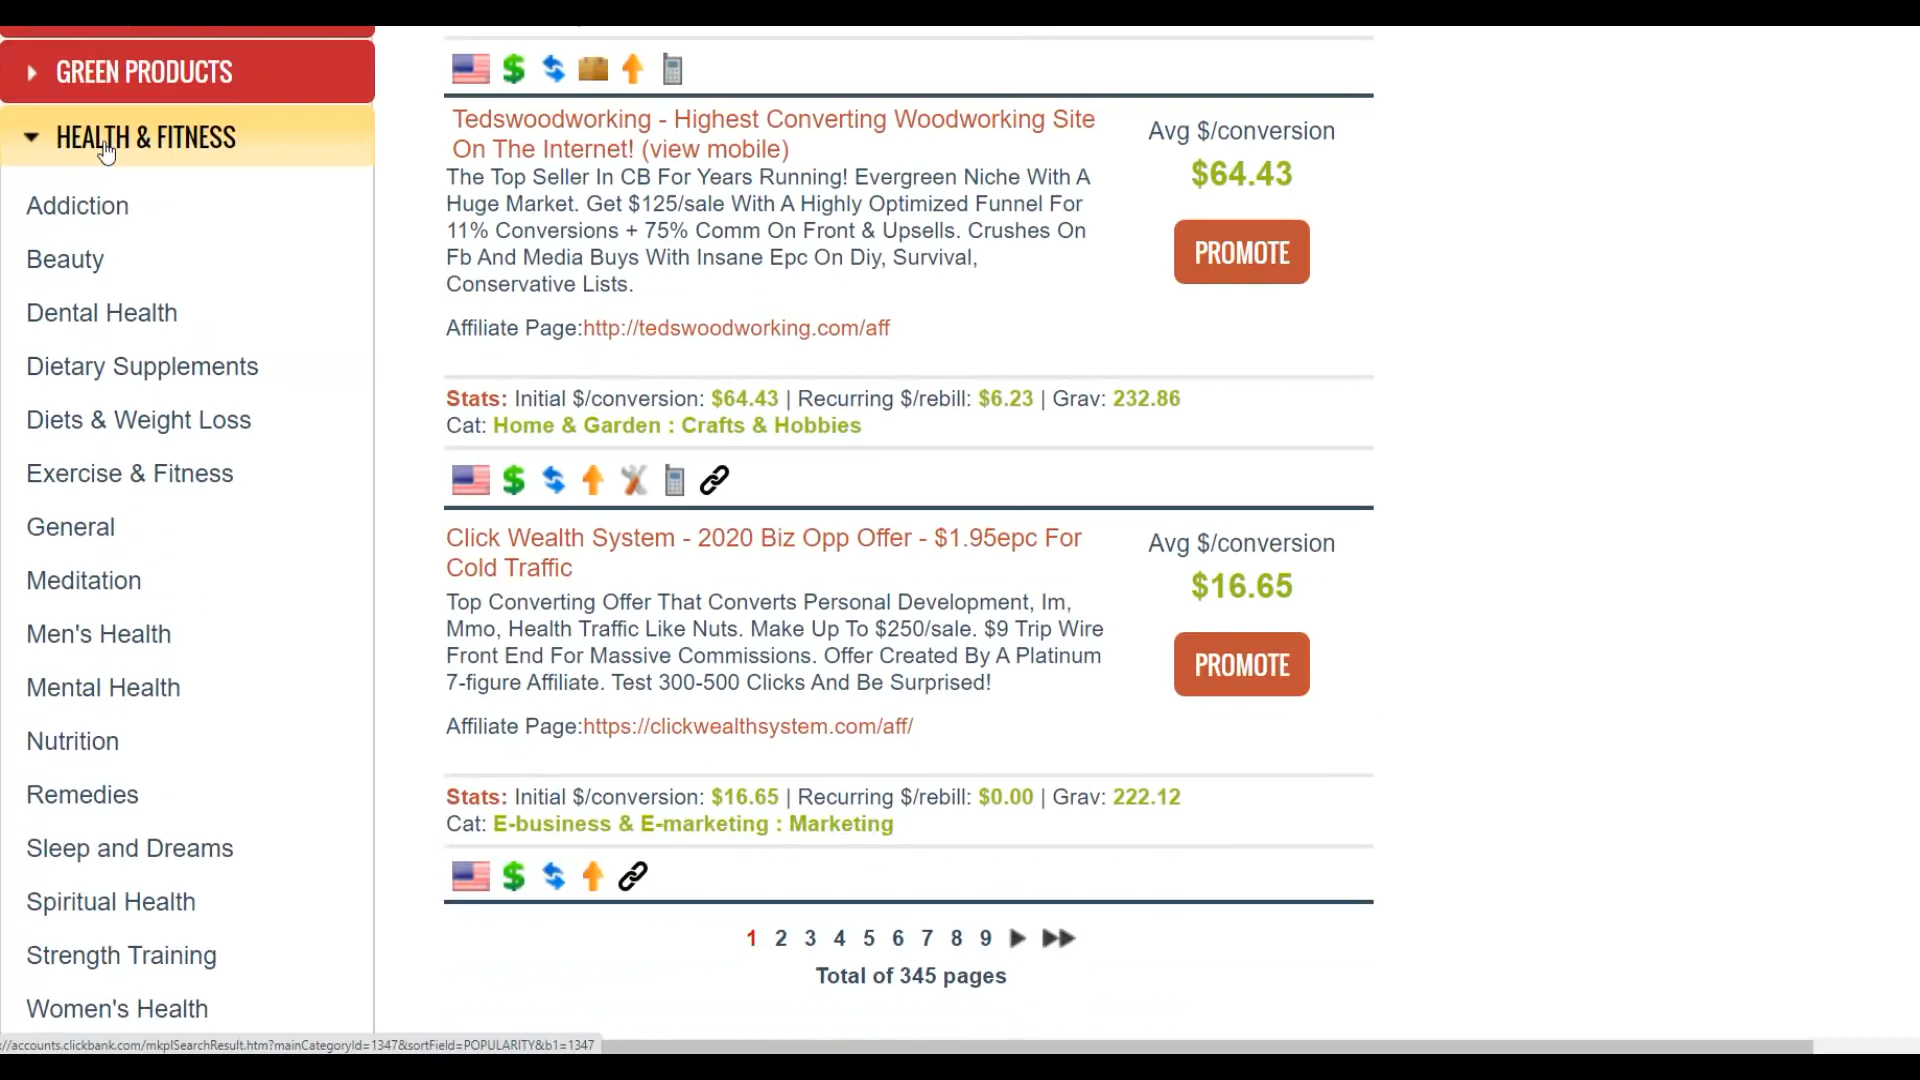 GREEN PRODUCTS
HEALTH & FITNESS
Addiction
Beauty
Dental Health
Dietary Supplements
Diets & Weight Loss
Exercise & Fitness
General
Meditation
Men's Health
Mental Health
Nutrition
Remedies
Sleep and Dreams
Spiritual Health
Strength Training
Women's Health
Tedswoodworking - Highest Converting Woodworking Site
On The Internet! (view mobile)
The Top Seller In CB For Years Running! Evergreen Niche With A
Huge Market. Get $125/sale With A Highly Optimized Funnel For
11% Conversions + 75% Comm On Front & Upsells. Crushes On
Fb And Media Buys With Insane Epc On Diy, Survival,
Conservative Lists.
Affiliate Page:http://tedswoodworking.com/aff
Avg $/conversion
$64.43
PROMOTE
Stats: Initial $/conversion: $64.43 | Recurring $/rebill: $6.23 | Grav: 232.86
Cat: Home & Garden : Crafts & Hobbies
Click Wealth System - 2020 Biz Opp Offer - $1.95epc For
Cold Traffic
Top Converting Offer That Converts Personal Development, Im,
Mmo, Health Traffic Like Nuts. Make Up To $250/sale. $9 Trip Wire
Front End For Massive Commissions. Offer Created By A Platinum
7-figure Affiliate. Test 300-500 Clicks And Be Surprised!
Affiliate Page:https://clickwealthsystem.com/aff/
Avg $/conversion
$16.65
PROMOTE
Stats: Initial $/conversion: $16.65 | Recurring $/rebill: $0.00 | Grav: 222.12
Cat: E-business & E-marketing : Marketing
1 2 3 4 5 6 7 8 9
Total of 345 pages
://accounts.clickbank.com/mkplSearchResult.htm?mainCategoryId=1347&sortField=POPULARITY&b1=1347